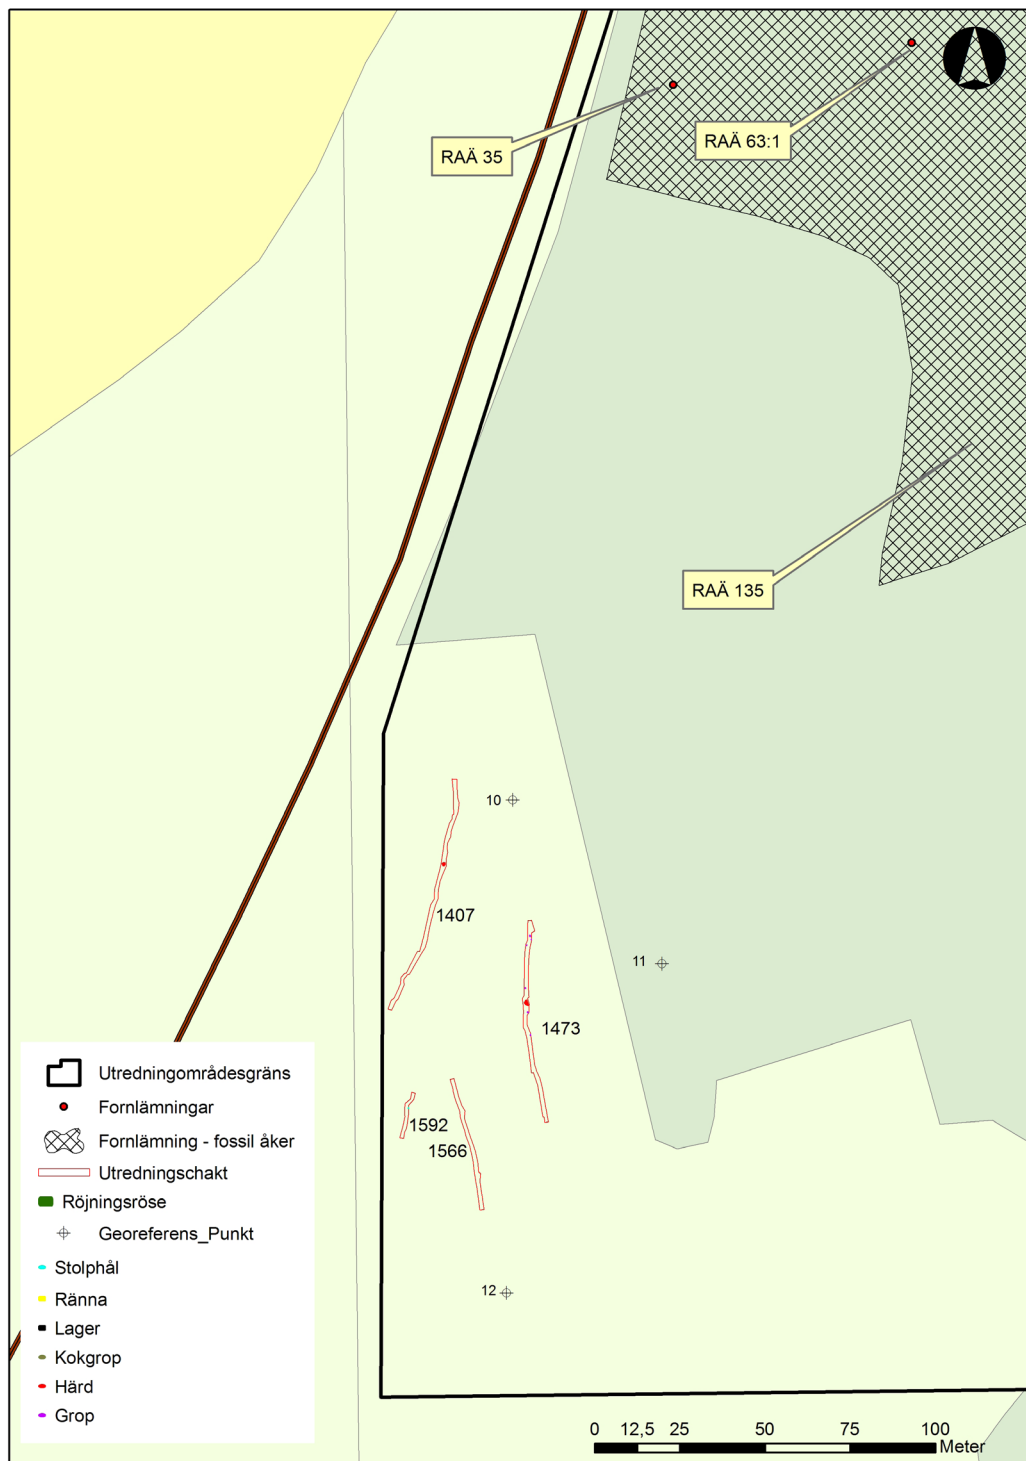 RAÄ 35
RAÄ 63:1
RAÄ 135
10
1407
11
1473
1592
1566
12
Utredningområdesgräns
Fornlämningar
Fornlämning - fossil åker
Utredningschakt
Röjningsröse
Georeferens_Punkt
Stolphål
Ränna
Lager
Kokgrop
Härd
Grop
0 12,5 25 50 75 100
Meter